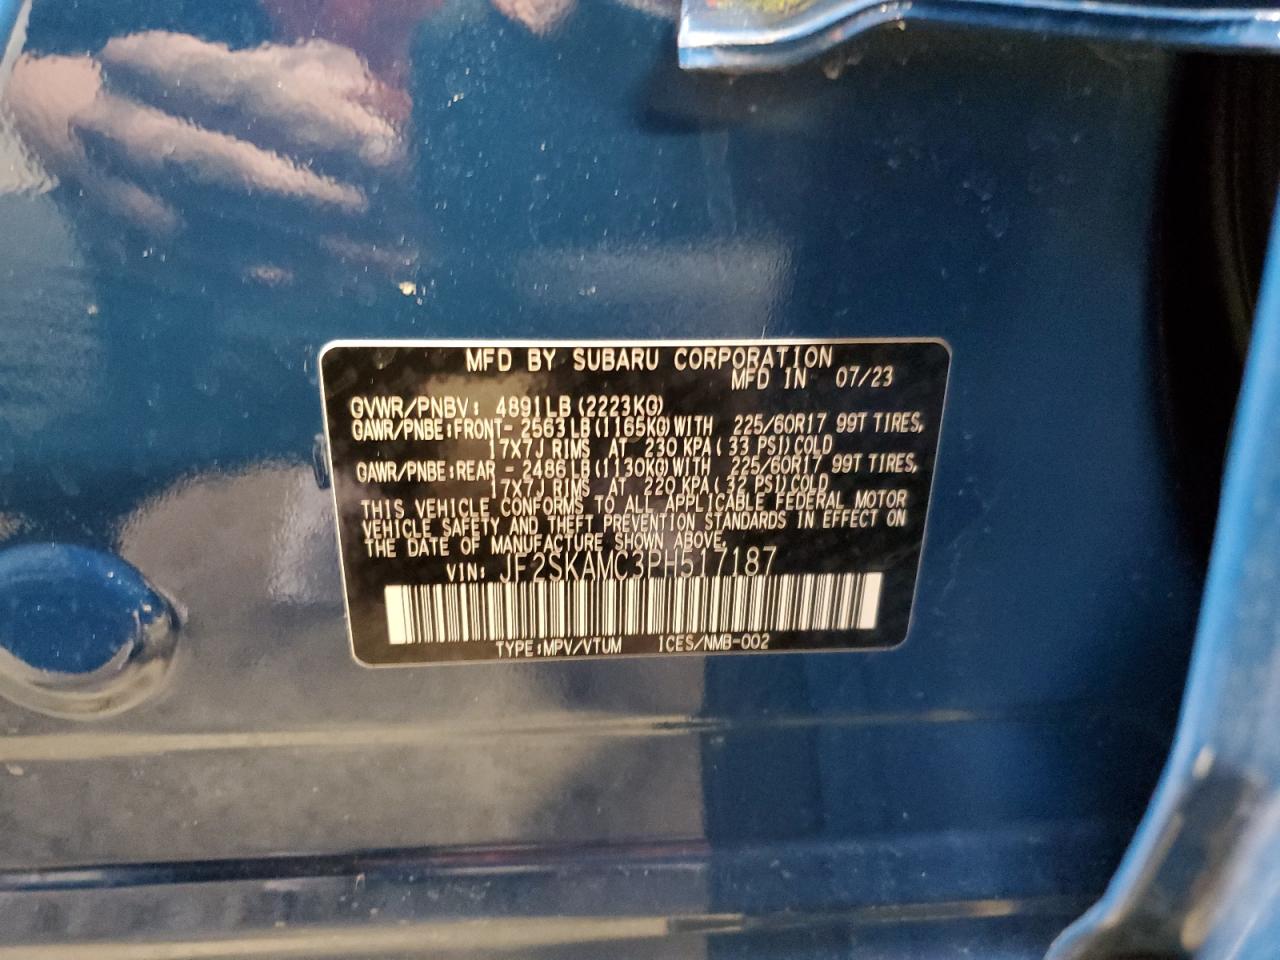 MFD BY SUBARU CORPORATION
MFD IN 07/23
GVWR/PNBV: 4891LB(2223KG)
GAWR/PNBE:FRONT- 2563LB(1165KG)WITH 225/60R17 99T TIRES,
17X7J RIMS AT 230 KPA( 33 PSI)COLD
GAWR/PNBE:REAR - 2486LB(1130KG)WITH 225/60R17 99T TIRES,
17X7J RIMS AT 220 KPA( 32 PSI)COLD
THIS VEHICLE CONFORMS TO ALL APPLICABLE FEDERAL MOTOR
VEHICLE SAFETY AND THEFT PREVENTION STANDARDS IN EFFECT ON
THE DATE OF MANUFACTURE SHOWN ABOVE.
VIN: JF2SKAMC3PH517187
TYPE:MPV/VTUM ICES/NMB-002